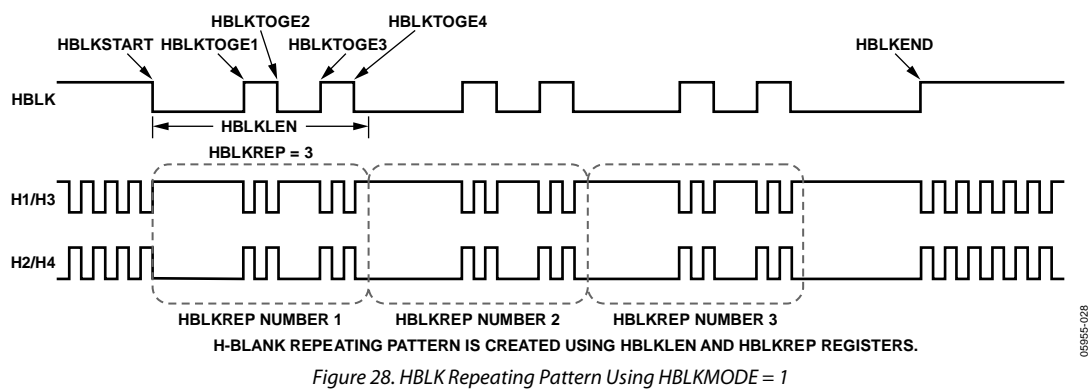 HBLKTOGE2
HBLKTOGE4
HBLKSTART HBLKTOGE1 HBLKTOGE3 HBLKEND
HBLK
HBLKLEN
HBLKREP = 3
H1/H3
H2/H4
HBLKREP NUMBER 1 HBLKREP NUMBER 2 HBLKREP NUMBER 3
H-BLANK REPEATING PATTERN IS CREATED USING HBLKLEN AND HBLKREP REGISTERS.
05955-028
Figure 28. HBLK Repeating Pattern Using HBLKMODE = 1